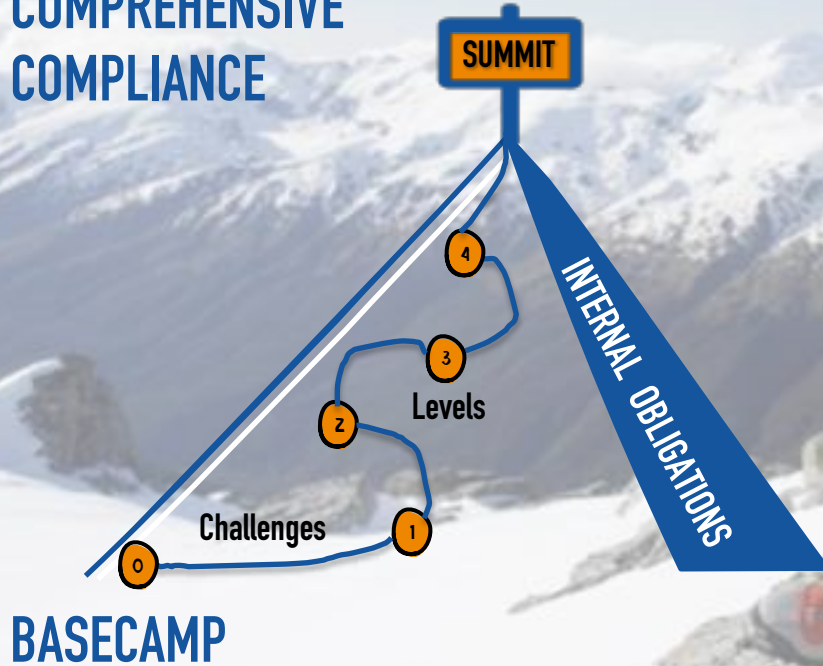 COMPREHENSIVE
COMPLIANCE
SUMMIT
4
3
Levels
2
INTERNAL OBLIGATIONS
Challenges
1
0
BASECAMP